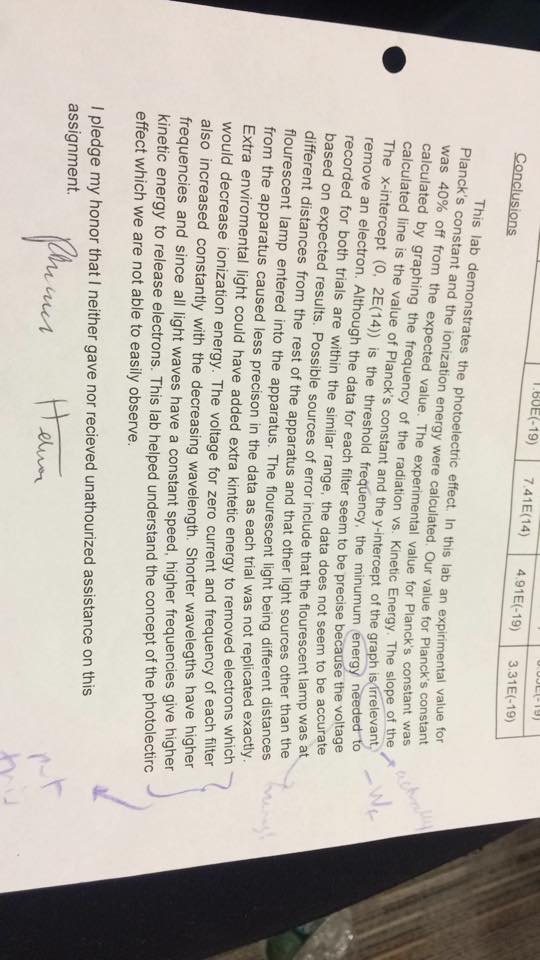 1.60E(-19) 7.41E(14) 4.91E(-19) 3.31E(-19)
Conclusions
This lab demonstrates the photoelectric effect. In this lab an expirimental value for
Planck's constant and the ionization energy were calculated. Our value for Planck's constant
was 40% off from the expected value. The experimental value for Planck's constant was
calculated by graphing the frequency of the radiation vs. Kinetic Energy. The slope of the
calculated line is the value of Planck's constant and the y-intercept of the graph is irrelevant.
The x-intercept (0, 2E(14)) is the threshold frequency, the minumum energy needed to
remove an electron. Although the data for each filter seem to be precise because the voltage
recorded for both trials are within the similar range, the data does not seem to be accurate
based on expected results. Possible sources of error include that the flourescent lamp was at
different distances from the rest of the apparatus and that other light sources other than the
flourescent lamp entered into the apparatus. The flourescent light being different distances
from the apparatus caused less precison in the data as each trial was not replicated exactly.
Extra enviromental light could have added extra kintetic energy to removed electrons which
would decrease ionization energy. The voltage for zero current and frequency of each filter
also increased constantly with the decreasing wavelength. Shorter wavelegths have higher
frequencies and since all light waves have a constant speed, higher frequencies give higher
kinetic energy to release electrons. This lab helped understand the concept of the photolectirc
effect which we are not able to easily observe.
I pledge my honor that I neither gave nor recieved unathourized assistance on this
assignment.
actually
put
this